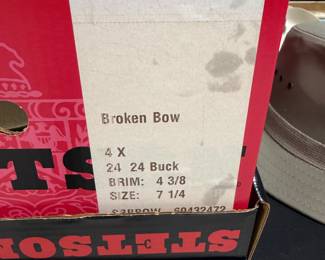 Broken Bow
4 X
24 24 Buck
BRIM: 4 3/8
SIZE: 7 1/4
STETSON